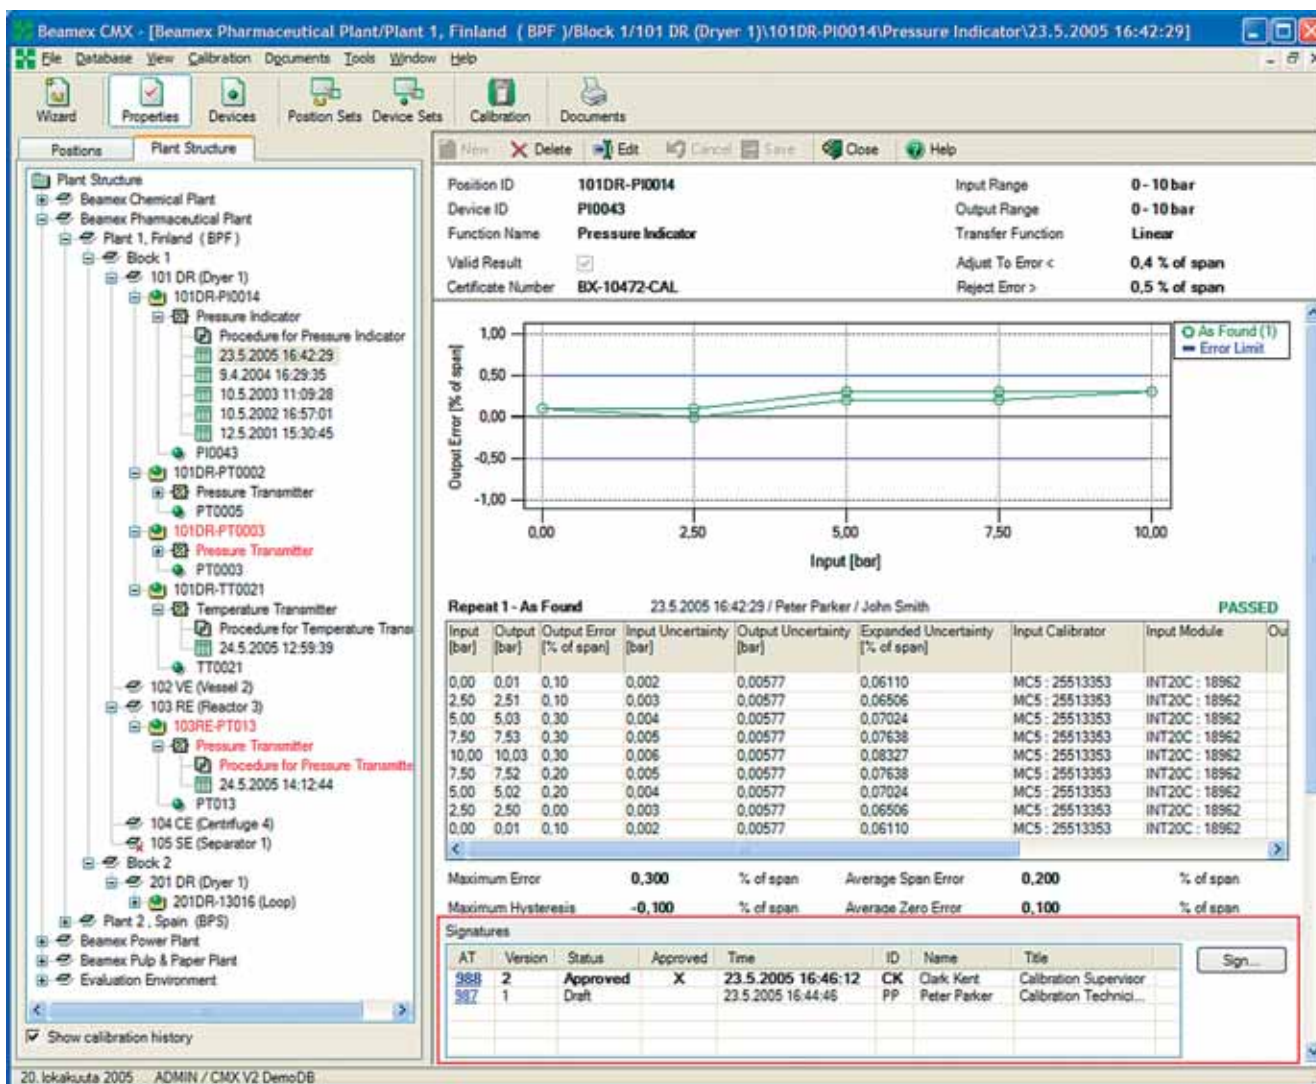 Beamex CMX - [Beamex Pharmaceutical Plant/Plant 1, Finland ( BPF )/Block 1/101 DR (Dryer 1)\101DR-PI0014\Pressure Indicator\23.5.2005 16:42:29]
File Database View Calibration Documents Tools Window Help
Wizard Properties Devices Position Sets Device Sets Calibration Documents
Positions Plant Structure
Plant Structure
Beamex Chemical Plant
Beamex Pharmaceutical Plant
Plant 1, Finland ( BPF )
Block 1
101 DR (Dryer 1)
101DR-PI0014
Pressure Indicator
Procedure for Pressure Indicator
23.5.2005 16:42:29
9.4.2004 16:29:35
10.5.2003 11:09:28
10.5.2002 16:57:01
12.5.2001 15:30:45
PI0043
101DR-PT0002
Pressure Transmitter
PT0005
101DR-PT0003
Pressure Transmitter
PT0003
101DR-TT0021
Temperature Transmitter
Procedure for Temperature Trans
24.5.2005 12:59:39
TT0021
102 VE (Vessel 2)
103 RE (Reactor 3)
103RE-PT013
Pressure Transmitter
Procedure for Pressure Transmitte
24.5.2005 14:12:44
PT013
104 CE (Centrifuge 4)
105 SE (Separator 1)
Block 2
201 DR (Dryer 1)
201DR-13016 (Loop)
Plant 2, Spain (BPS)
Beamex Power Plant
Beamex Pulp & Paper Plant
Evaluation Environment
Show calibration history
New Delete Edit Cancel Save Close Help
Position ID 101DR-PI0014 Input Range 0 - 10 bar
Device ID PI0043 Output Range 0 - 10 bar
Function Name Pressure Indicator Transfer Function Linear
Valid Result Adjust To Error < 0,4 % of span
Certificate Number BX-10472-CAL Reject Error > 0,5 % of span
As Found (1)
Error Limit
Output Error [% of span]
1,00
0,50
0,00
-0,50
-1,00
0,00 2,50 5,00 7,50 10,00
Input [bar]
Repeat 1 - As Found 23.5.2005 16:42:29 / Peter Parker / John Smith PASSED
Input [bar] Output [bar] Output Error [% of span] Input Uncertainty [bar] Output Uncertainty [bar] Expanded Uncertainty [% of span] Input Calibrator Input Module Ou
0,00 0,01 0,10 0,002 0,00577 0,06110 MC5 : 25513353 INT20C : 18962
2,50 2,51 0,10 0,003 0,00577 0,06506 MC5 : 25513353 INT20C : 18962
5,00 5,03 0,30 0,004 0,00577 0,07024 MC5 : 25513353 INT20C : 18962
7,50 7,53 0,30 0,005 0,00577 0,07638 MC5 : 25513353 INT20C : 18962
10,00 10,03 0,30 0,006 0,00577 0,08327 MC5 : 25513353 INT20C : 18962
7,50 7,52 0,20 0,005 0,00577 0,07638 MC5 : 25513353 INT20C : 18962
5,00 5,02 0,20 0,004 0,00577 0,07024 MC5 : 25513353 INT20C : 18962
2,50 2,50 0,00 0,003 0,00577 0,06506 MC5 : 25513353 INT20C : 18962
0,00 0,01 0,10 0,002 0,00577 0,06110 MC5 : 25513353 INT20C : 18962
Maximum Error 0,300 % of span Average Span Error 0,200 % of span
Maximum Hysteresis -0,100 % of span Average Zero Error 0,100 % of span
Signatures
AT Version Status Approved Time ID Name Title
988 2 Approved X 23.5.2005 16:46:12 CK Clark Kent Calibration Supervisor
987 1 Draft 23.5.2005 16:44:46 PP Peter Parker Calibration Technici...
Sign...
20. lokakuuta 2005 ADMIN / CMX V2 DemoDB